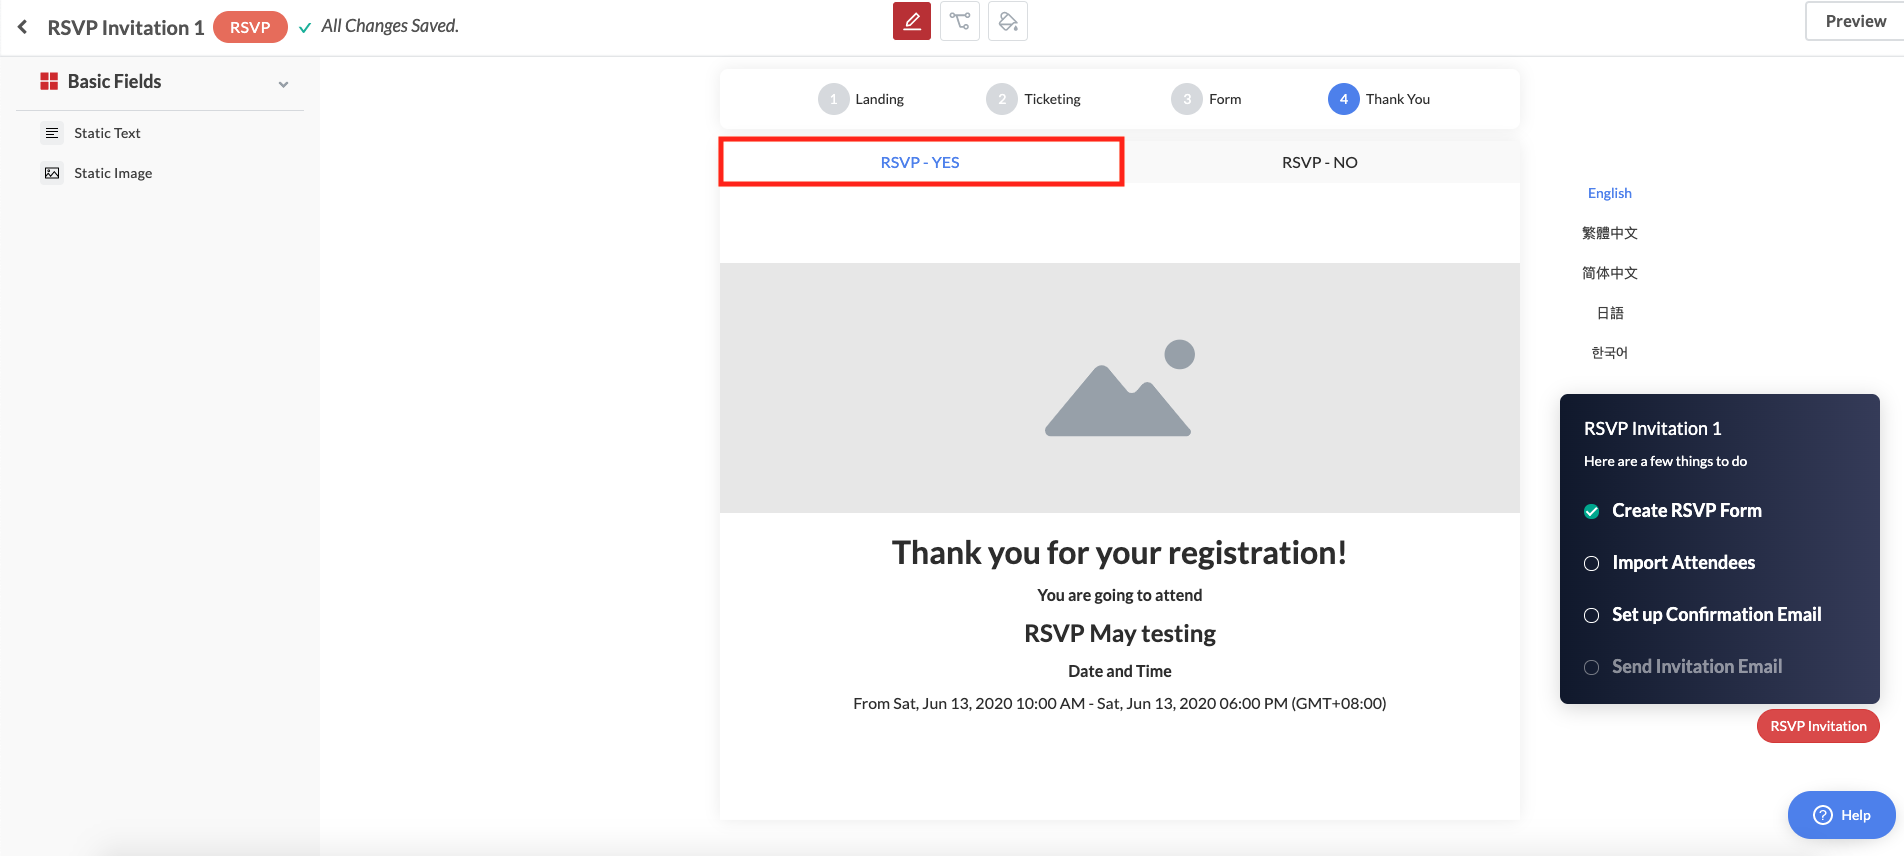 RSVP Invitation 1
RSVP
All Changes Saved.
Preview
Basic Fields
Static Text
Static Image
1 Landing
2 Ticketing
3 Form
4 Thank You
RSVP - YES
RSVP - NO
English
繁體中文
简体中文
日語
한국어
Thank you for your registration!
You are going to attend
RSVP May testing
Date and Time
From Sat, Jun 13, 2020 10:00 AM - Sat, Jun 13, 2020 06:00 PM (GMT+08:00)
RSVP Invitation 1
Here are a few things to do
Create RSVP Form
Import Attendees
Set up Confirmation Email
Send Invitation Email
RSVP Invitation
? Help